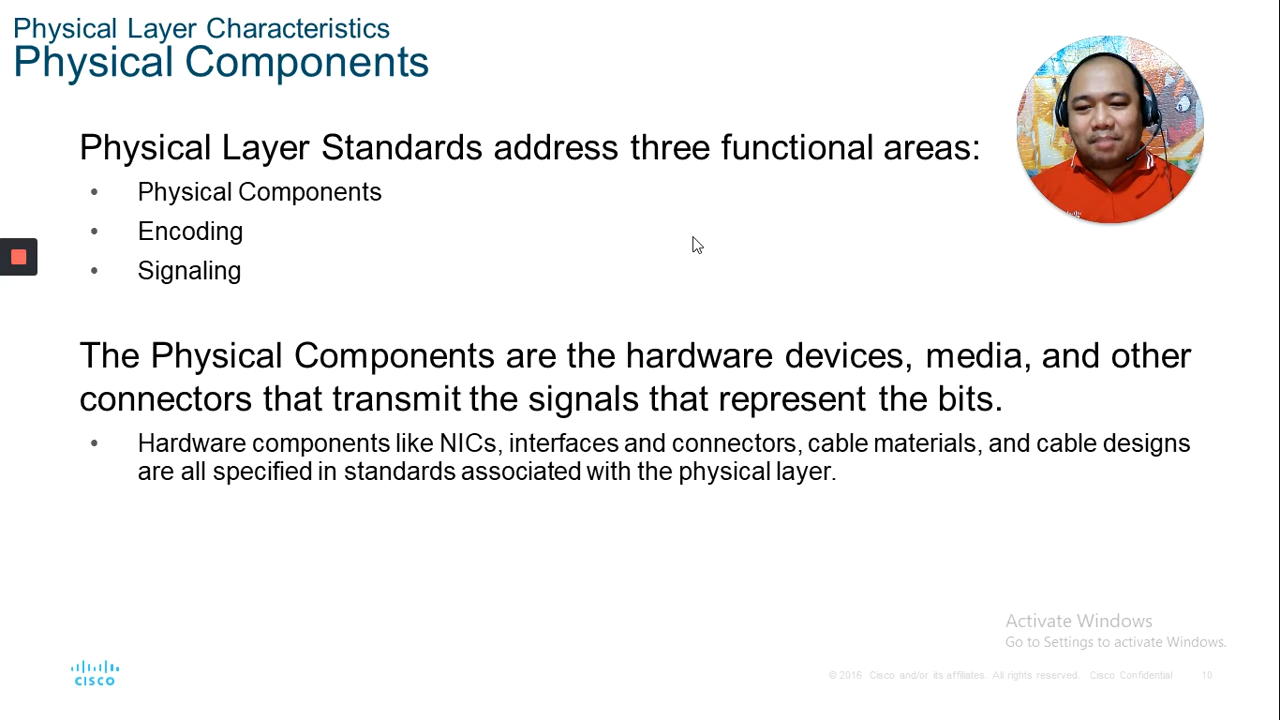 Physical Layer Characteristics
Physical Components
Physical Layer Standards address three functional areas:
• Physical Components
• Encoding
• Signaling
The Physical Components are the hardware devices, media, and other
connectors that transmit the signals that represent the bits.
• Hardware components like NICs, interfaces and connectors, cable materials, and cable designs
are all specified in standards associated with the physical layer.
Activate Windows
Go to Settings to activate Windows.
CISCO
© 2016 Cisco and/or its affiliates. All rights reserved. Cisco Confidential 10